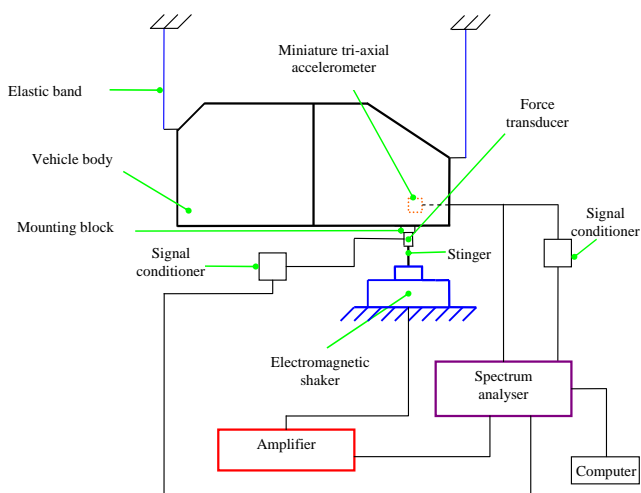 Miniature tri-axial
accelerometer
Elastic band
Force
transducer
Vehicle body
Mounting block
Signal
conditioner
Signal
conditioner
Stinger
Electromagnetic
shaker
Spectrum
analyser
Amplifier
Computer